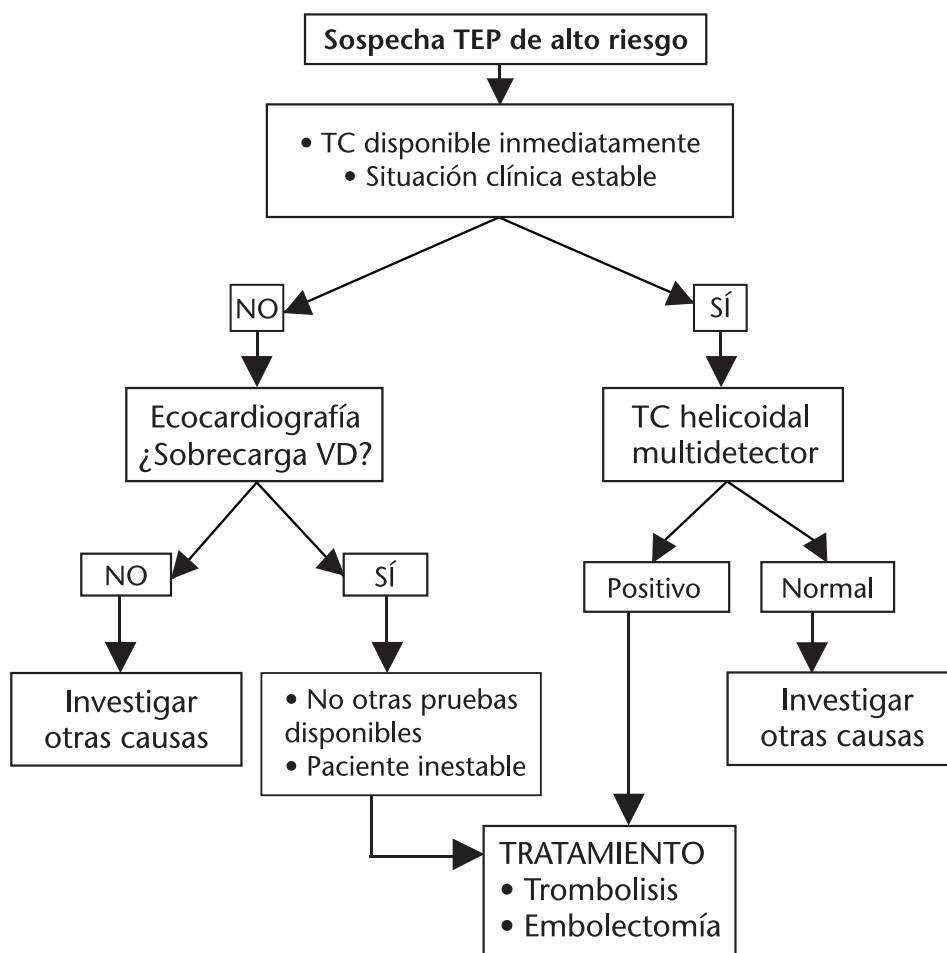 Sospecha TEP de alto riesgo
• TC disponible inmediatamente
• Situación clínica estable
NO
SÍ
Ecocardiografía
¿Sobrecarga VD?
TC helicoidal
multidetector
NO
SÍ
Positivo
Normal
Investigar
otras causas
• No otras pruebas
disponibles
• Paciente inestable
Investigar
otras causas
TRATAMIENTO
• Trombolisis
• Embolectomía